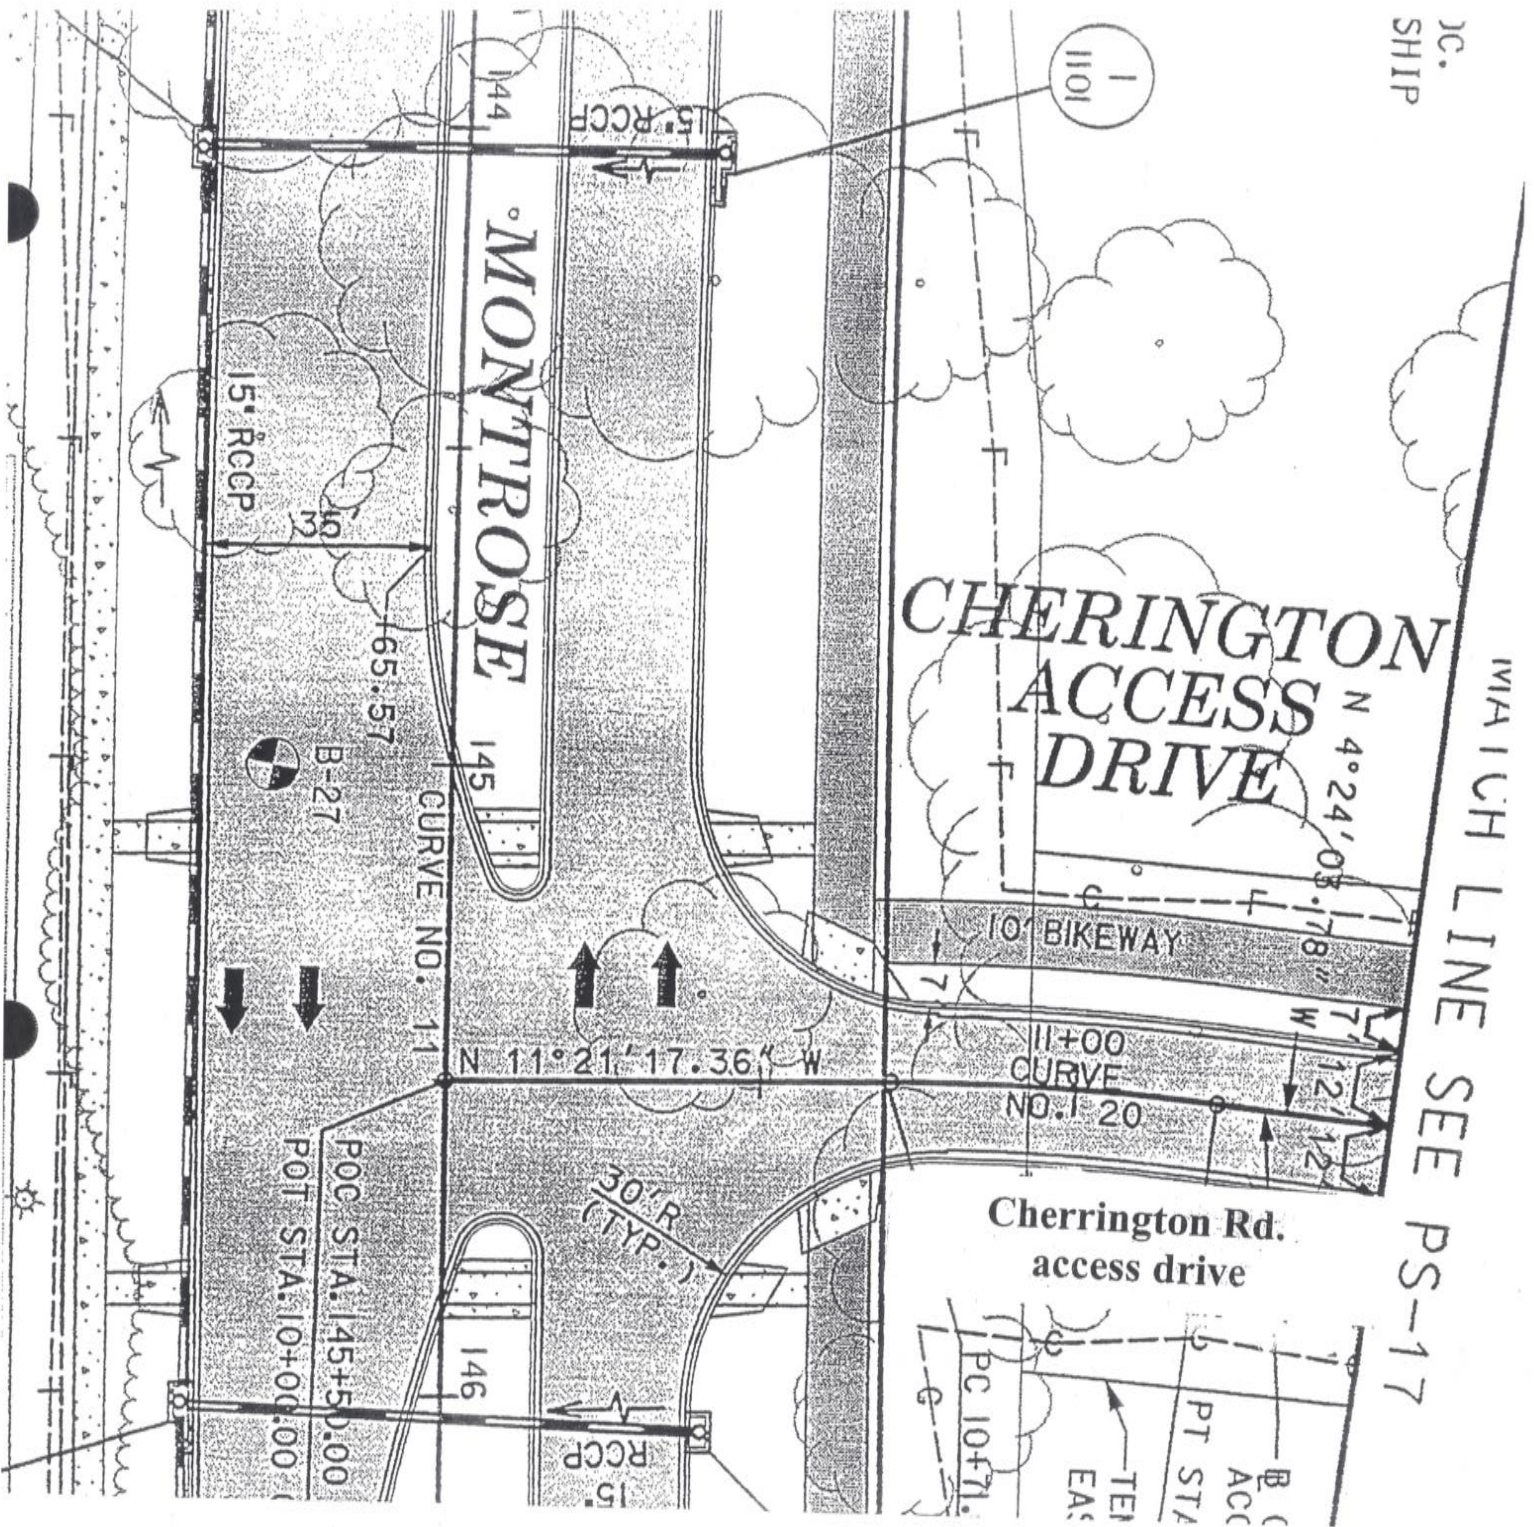 SHIP
1
1101
144
15" RCCP
MONTROSE
15" RCCP
35'
165.57
B-27
145
CURVE NO. 11
CHERINGTON
ACCESS
DRIVE
N 4°24'03.78" W
MATCH LINE SEE PS-17
10' BIKEWAY
7'
7'
12'
12'
11+00
CURVE
NO. 20
N 11°21'17.36" W
POC STA. 145+50.00
POT STA. 10+00.00
30' R
(TYP.)
Cherrington Rd.
access drive
146
15" RCCP
PC 10+71.
PT STA